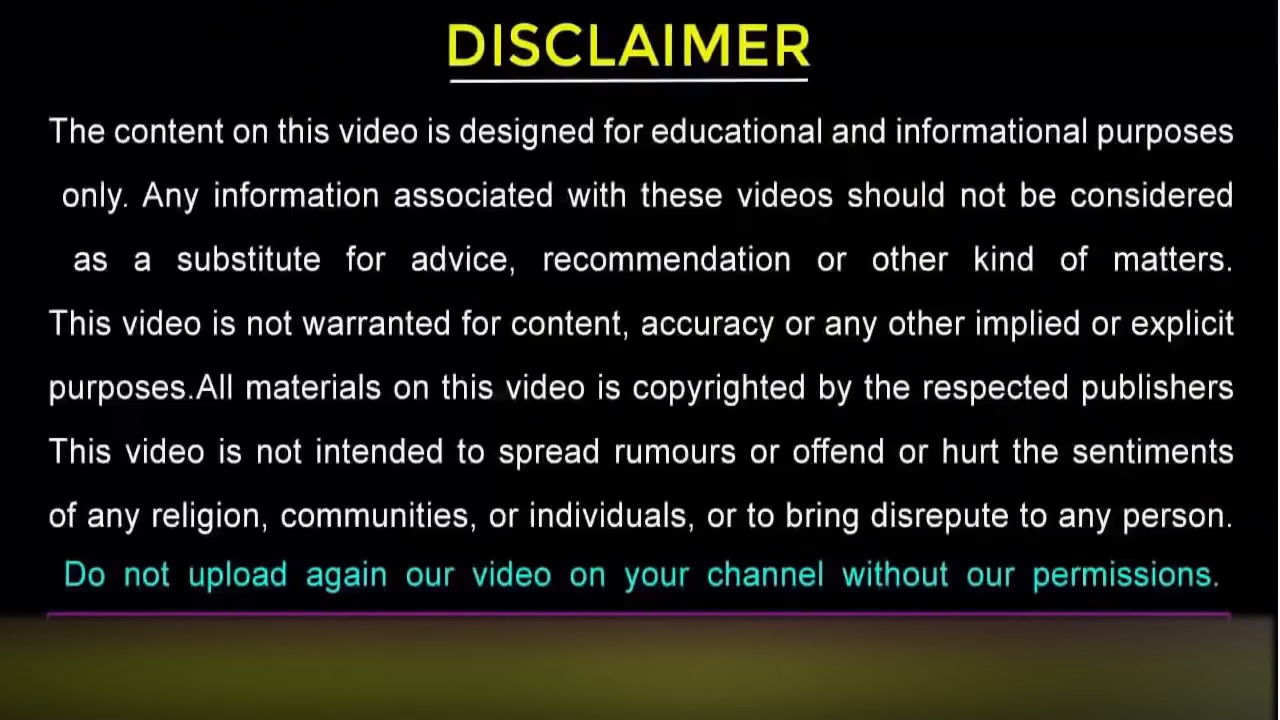 DISCLAIMER
The content on this video is designed for educational and informational purposes
only. Any information associated with these videos should not be considered
as a substitute for advice, recommendation or other kind of matters.
This video is not warranted for content, accuracy or any other implied or explicit
purposes.All materials on this video is copyrighted by the respected publishers
This video is not intended to spread rumours or offend or hurt the sentiments
of any religion, communities, or individuals, or to bring disrepute to any person.
Do not upload again our video on your channel without our permissions.